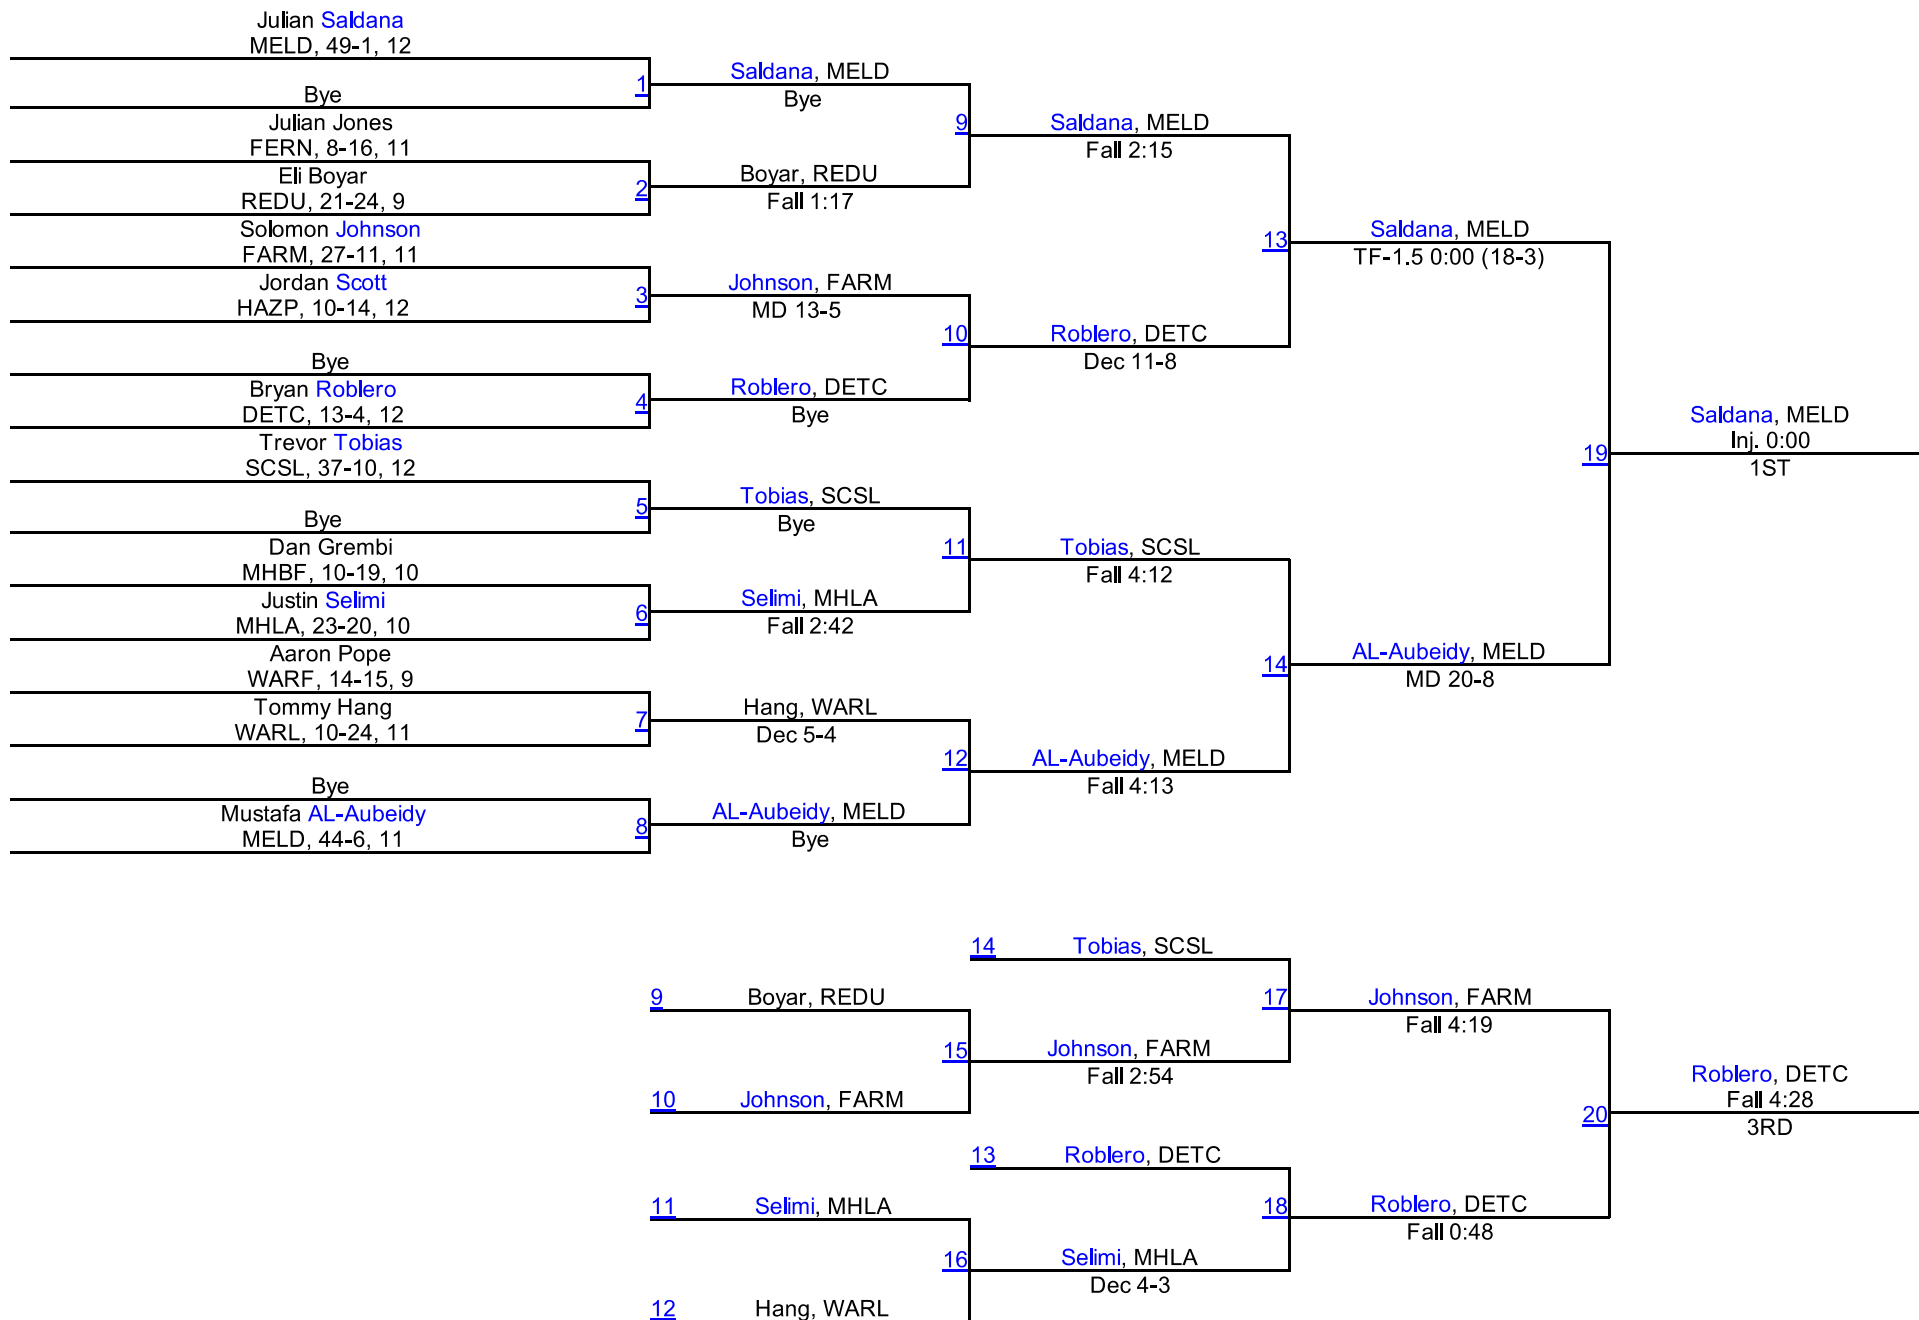 Julian Saldana
MELD, 49-1, 12
Bye
Julian Jones
FERN, 8-16, 11
Eli Boyar
REDU, 21-24, 9
Solomon Johnson
FARM, 27-11, 11
Jordan Scott
HAZP, 10-14, 12
Bye
Bryan Roblero
DETC, 13-4, 12
Trevor Tobias
SCSL, 37-10, 12
Bye
Dan Grembi
MHBF, 10-19, 10
Justin Selimi
MHLA, 23-20, 10
Aaron Pope
WARF, 14-15, 9
Tommy Hang
WARL, 10-24, 11
Bye
Mustafa AL-Aubeidy
MELD, 44-6, 11
1
Saldana, MELD
Bye
2
Boyar, REDU
Fall 1:17
3
Johnson, FARM
MD 13-5
4
Roblero, DETC
Bye
5
Tobias, SCSL
Bye
6
Selimi, MHLA
Fall 2:42
7
Hang, WARL
Dec 5-4
8
AL-Aubeidy, MELD
Bye
9
Saldana, MELD
Fall 2:15
10
Roblero, DETC
Dec 11-8
11
Tobias, SCSL
Fall 4:12
12
AL-Aubeidy, MELD
Fall 4:13
13
Saldana, MELD
TF-1.5 0:00 (18-3)
14
AL-Aubeidy, MELD
MD 20-8
19
Saldana, MELD
Inj. 0:00
1ST
9
Boyar, REDU
10
Johnson, FARM
11
Selimi, MHLA
12
Hang, WARL
14
Tobias, SCSL
15
Johnson, FARM
Fall 2:54
13
Roblero, DETC
16
Selimi, MHLA
Dec 4-3
17
Johnson, FARM
Fall 4:19
18
Roblero, DETC
Fall 0:48
20
Roblero, DETC
Fall 4:28
3RD